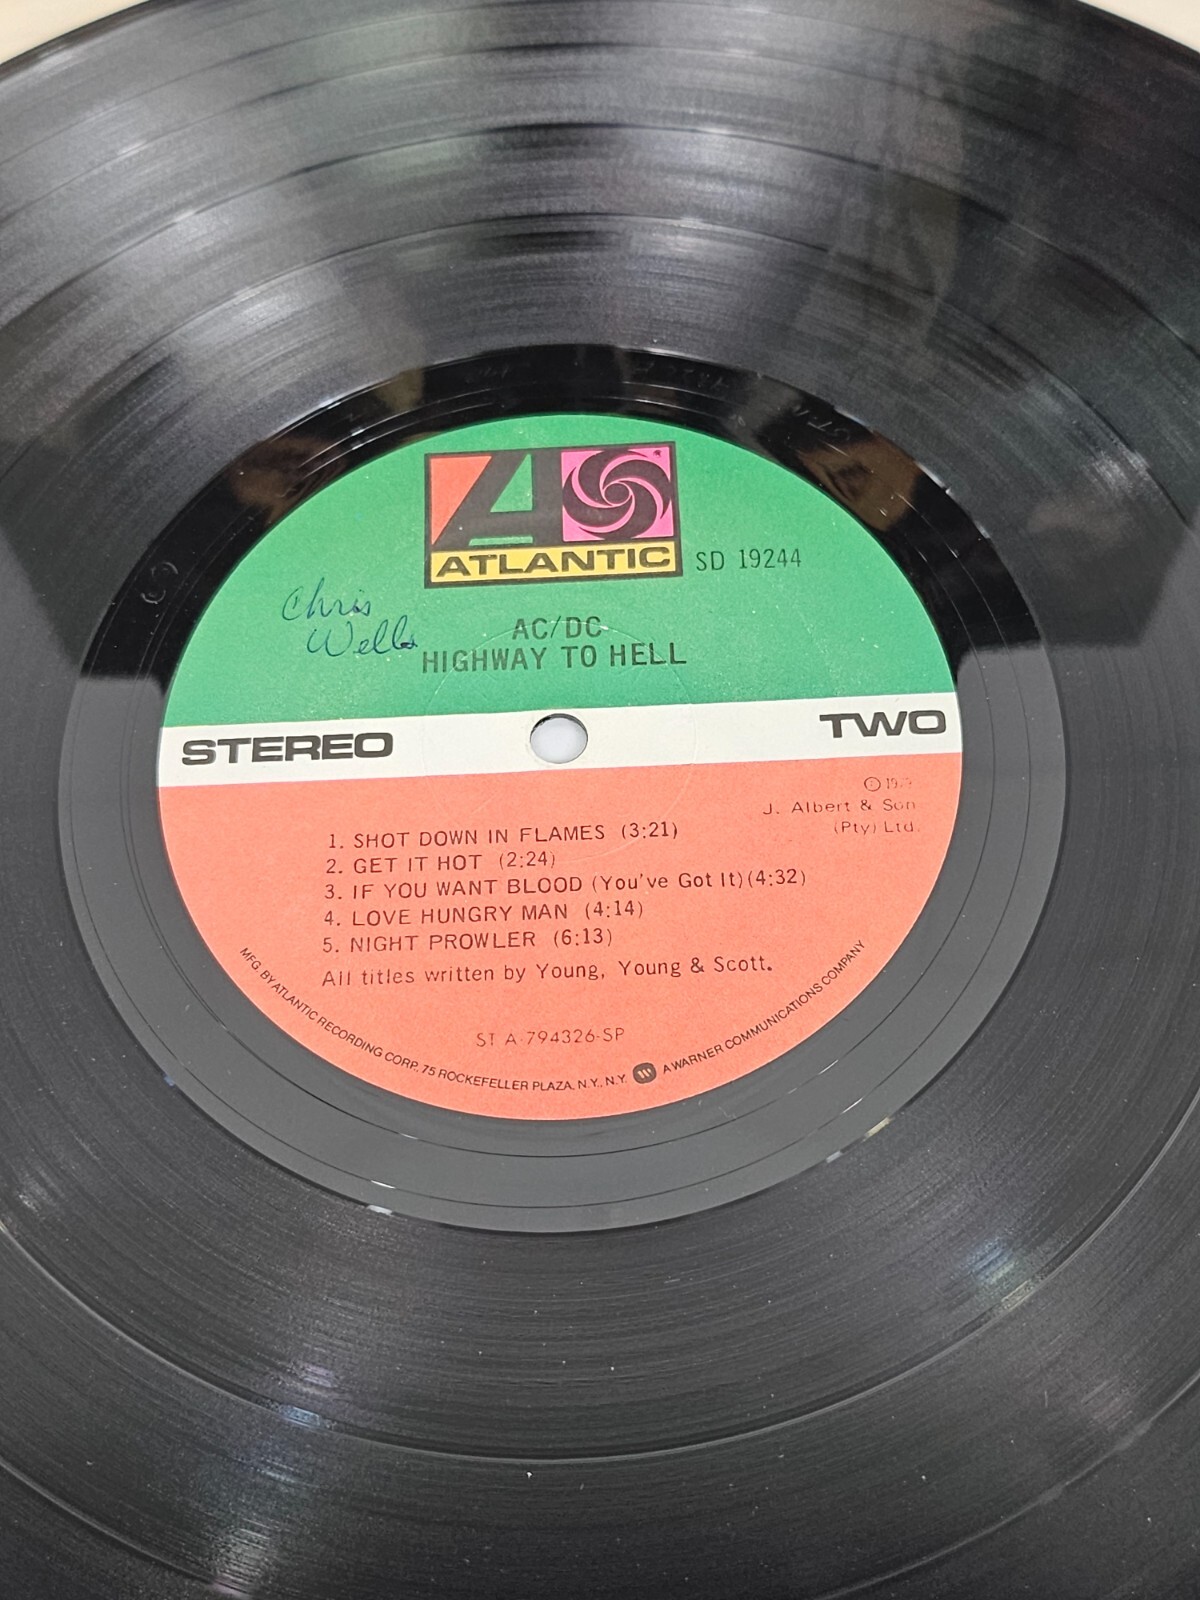 ATLANTIC
SD 19244
Chris
Wells
AC/DC
HIGHWAY TO HELL
STEREO
TWO
J. Albert & Son
(Pty) Ltd.
1. SHOT DOWN IN FLAMES (3:21)
2. GET IT HOT (2:24)
3. IF YOU WANT BLOOD (You've Got It) (4:32)
4. LOVE HUNGRY MAN (4:14)
5. NIGHT PROWLER (6:13)
All titles written by Young, Young & Scott.
ST A-794326-SP
MFG. BY ATLANTIC RECORDING CORP., 75 ROCKEFELLER PLAZA, N.Y., N.Y. A WARNER COMMUNICATIONS COMPANY